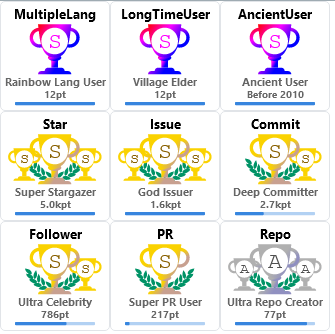 MultipleLang
S
Rainbow Lang User
12pt
LongTimeUser
S
Village Elder
12pt
AncientUser
S
Ancient User
Before 2010
Star
S S S
Super Stargazer
5.0kpt
Issue
S S S
God Issuer
1.6kpt
Commit
S S
Deep Committer
2.7kpt
Follower
S S
Ultra Celebrity
786pt
PR
S
Super PR User
217pt
Repo
A A A
Ultra Repo Creator
77pt